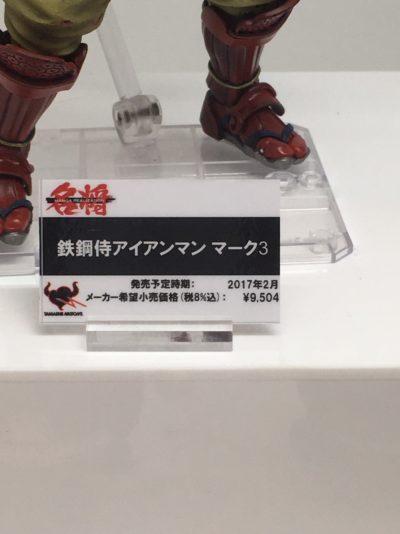 名将
MANGA REALIZATION
鉄鋼侍アイアンマン マーク3
発売予定時期: 2017年2月
メーカー希望小売価格(税8%込): ¥9,504
TAMASHII NATIONS